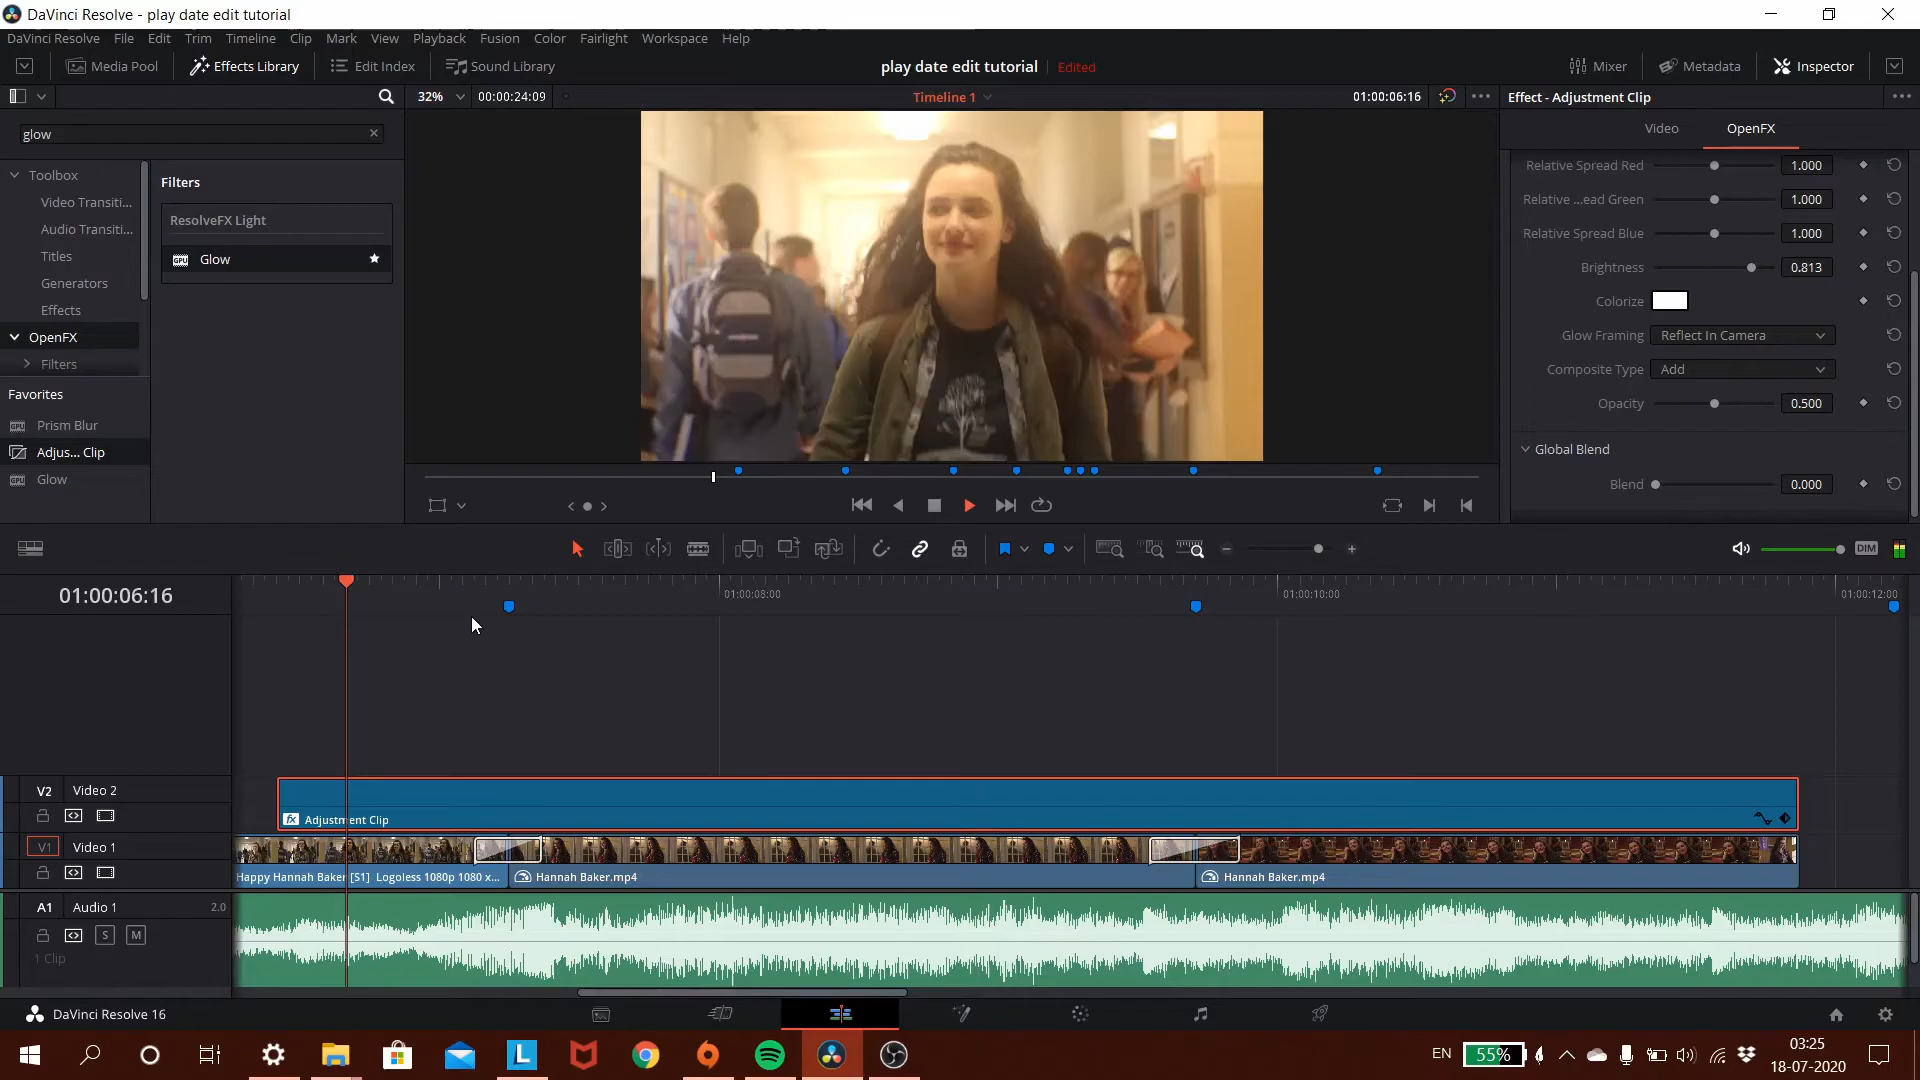 DaVinci Resolve - play date edit tutorial
DaVinci Resolve File Edit Trim Timeline Clip Mark View Playback Fusion Color Fairlight Workspace Help
Media Pool Effects Library Edit Index Sound Library play date edit tutorial Edited Mixer Metadata Inspector
32% 00:00:24:09 Timeline 1 01:00:06:16 Effect - Adjustment Clip
glow
Video OpenFX
Toolbox
Video Transiti...
Audio Transiti...
Titles
Generators
Effects
OpenFX
Filters
Favorites
Prism Blur
Adjus... Clip
Glow
Filters
ResolveFX Light
GPU Glow
Relative Spread Red 1.000
Relative ...ead Green 1.000
Relative Spread Blue 1.000
Brightness 0.813
Colorize
Glow Framing Reflect In Camera
Composite Type Add
Opacity 0.500
Global Blend
Blend 0.000
DIM
01:00:06:16
01:00:08:00 01:00:10:00 01:00:12:00
V2 Video 2
fx Adjustment Clip
V1 Video 1
Happy Hannah Baker [S1] Logoless 1080p 1080 x... Hannah Baker.mp4 Hannah Baker.mp4
A1 Audio 1 2.0
S M
1 Clip
DaVinci Resolve 16
L EN 55% 03:25
18-07-2020